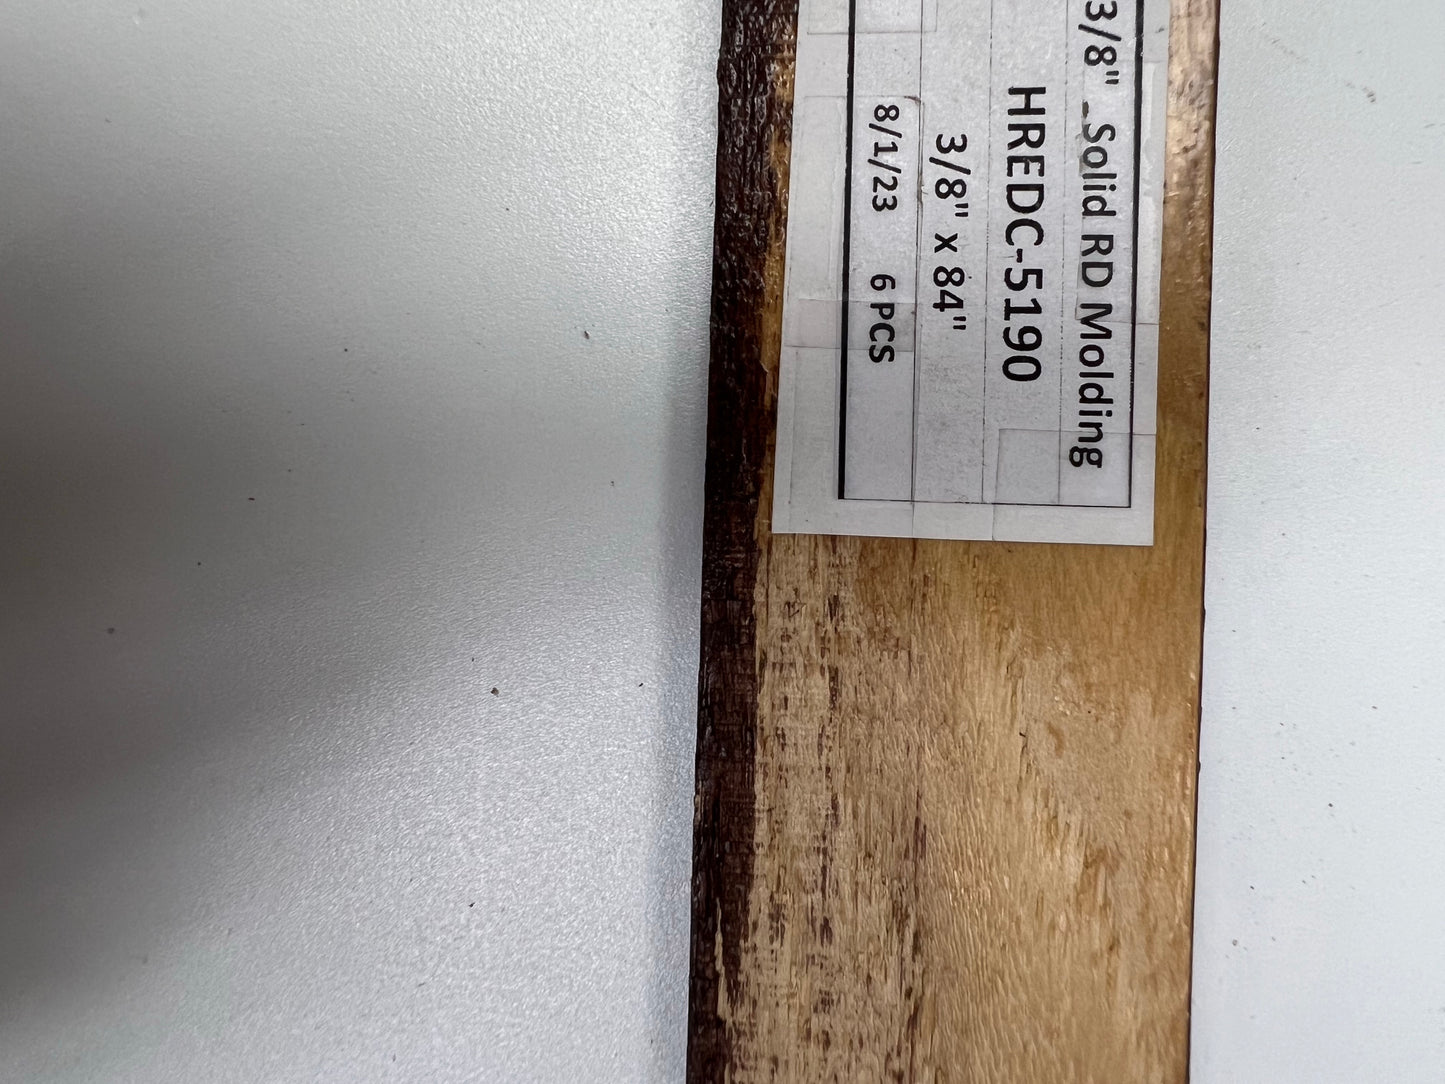 3/8" - Solid RD Molding
HREDC-5190
3/8" x 84"
8/1/23 6 PCS